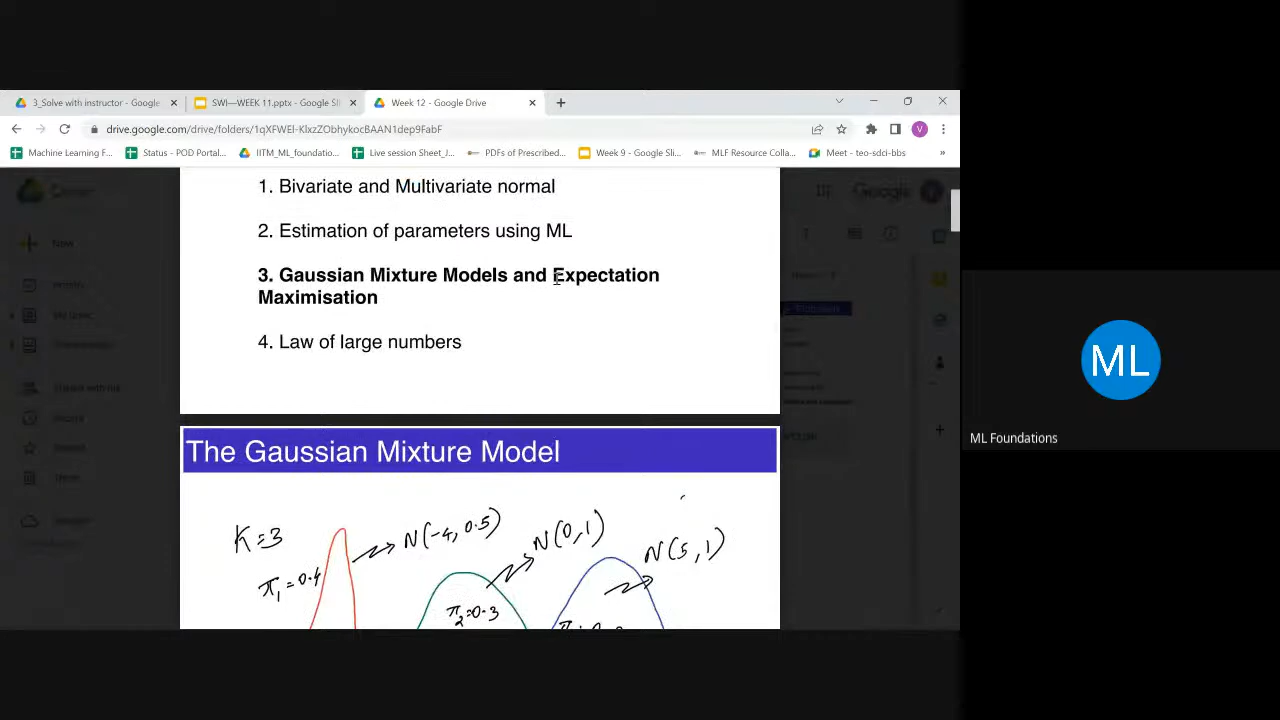 3_Solve with instructor - Google
SWI—WEEK 11.pptx - Google Sli
Week 12 - Google Drive
drive.google.com/drive/folders/1qXFWEl-KlxzZObhykocBAAN1dep9FabF
Machine Learning F...
Status - POD Portal...
IITM_ML_foundatio...
Live session Sheet_J...
PDFs of Prescribed...
Week 9 - Google Sli...
MLF Resource Colla...
Meet - teo-sdci-bbs
1. Bivariate and Multivariate normal
2. Estimation of parameters using ML
3. Gaussian Mixture Models and Expectation
Maximisation
4. Law of large numbers
The Gaussian Mixture Model
K=3
N(-4, 0.5)
N(0,1)
N(5,1)
π₁=0.4
π₂=0.3
ML
ML Foundations
New
Google